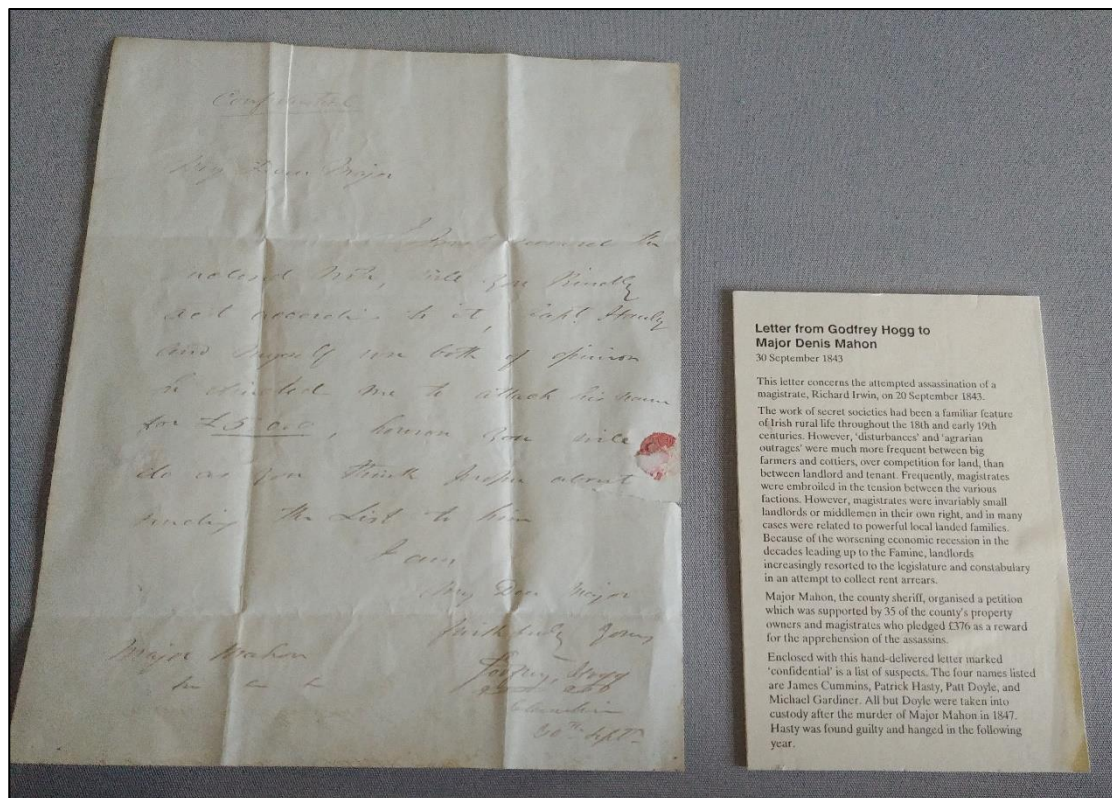 Confidential
My Dear Major
the
enclosed Note, will you Kindly
act according to it, Capt.
and myself are both of opinion
he me to attach his name
for £5.0.0, however you will
do as you think proper about
sending the List to him
I am
My Dear Major
faithfully yours
Major Mahon
Godfrey Hogg
30th Sept
Letter from Godfrey Hogg to
Major Denis Mahon
30 September 1843
This letter concerns the attempted assassination of a
magistrate, Richard Irwin, on 20 September 1843.
The work of secret societies had been a familiar feature
of Irish rural life throughout the 18th and early 19th
centuries. However, ‘disturbances’ and ‘agrarian
outrages’ were much more frequent between big
farmers and cottiers, over competition for land, than
between landlord and tenant. Frequently, magistrates
were embroiled in the tension between the various
factions. However, magistrates were invariably small
landlords or middlemen in their own right, and in many
cases were related to powerful local landed families.
Because of the worsening economic recession in the
decades leading up to the Famine, landlords
increasingly resorted to the legislature and constabulary
in an attempt to collect rent arrears.
Major Mahon, the county sheriff, organised a petition
which was supported by 35 of the county's property
owners and magistrates who pledged £376 as a reward
for the apprehension of the assassins.
Enclosed with this hand-delivered letter marked
‘confidential’ is a list of suspects. The four names listed
are James Cummins, Patrick Hasty, Patt Doyle, and
Michael Gardiner. All but Doyle were taken into
custody after the murder of Major Mahon in 1847.
Hasty was found guilty and hanged in the following
year.